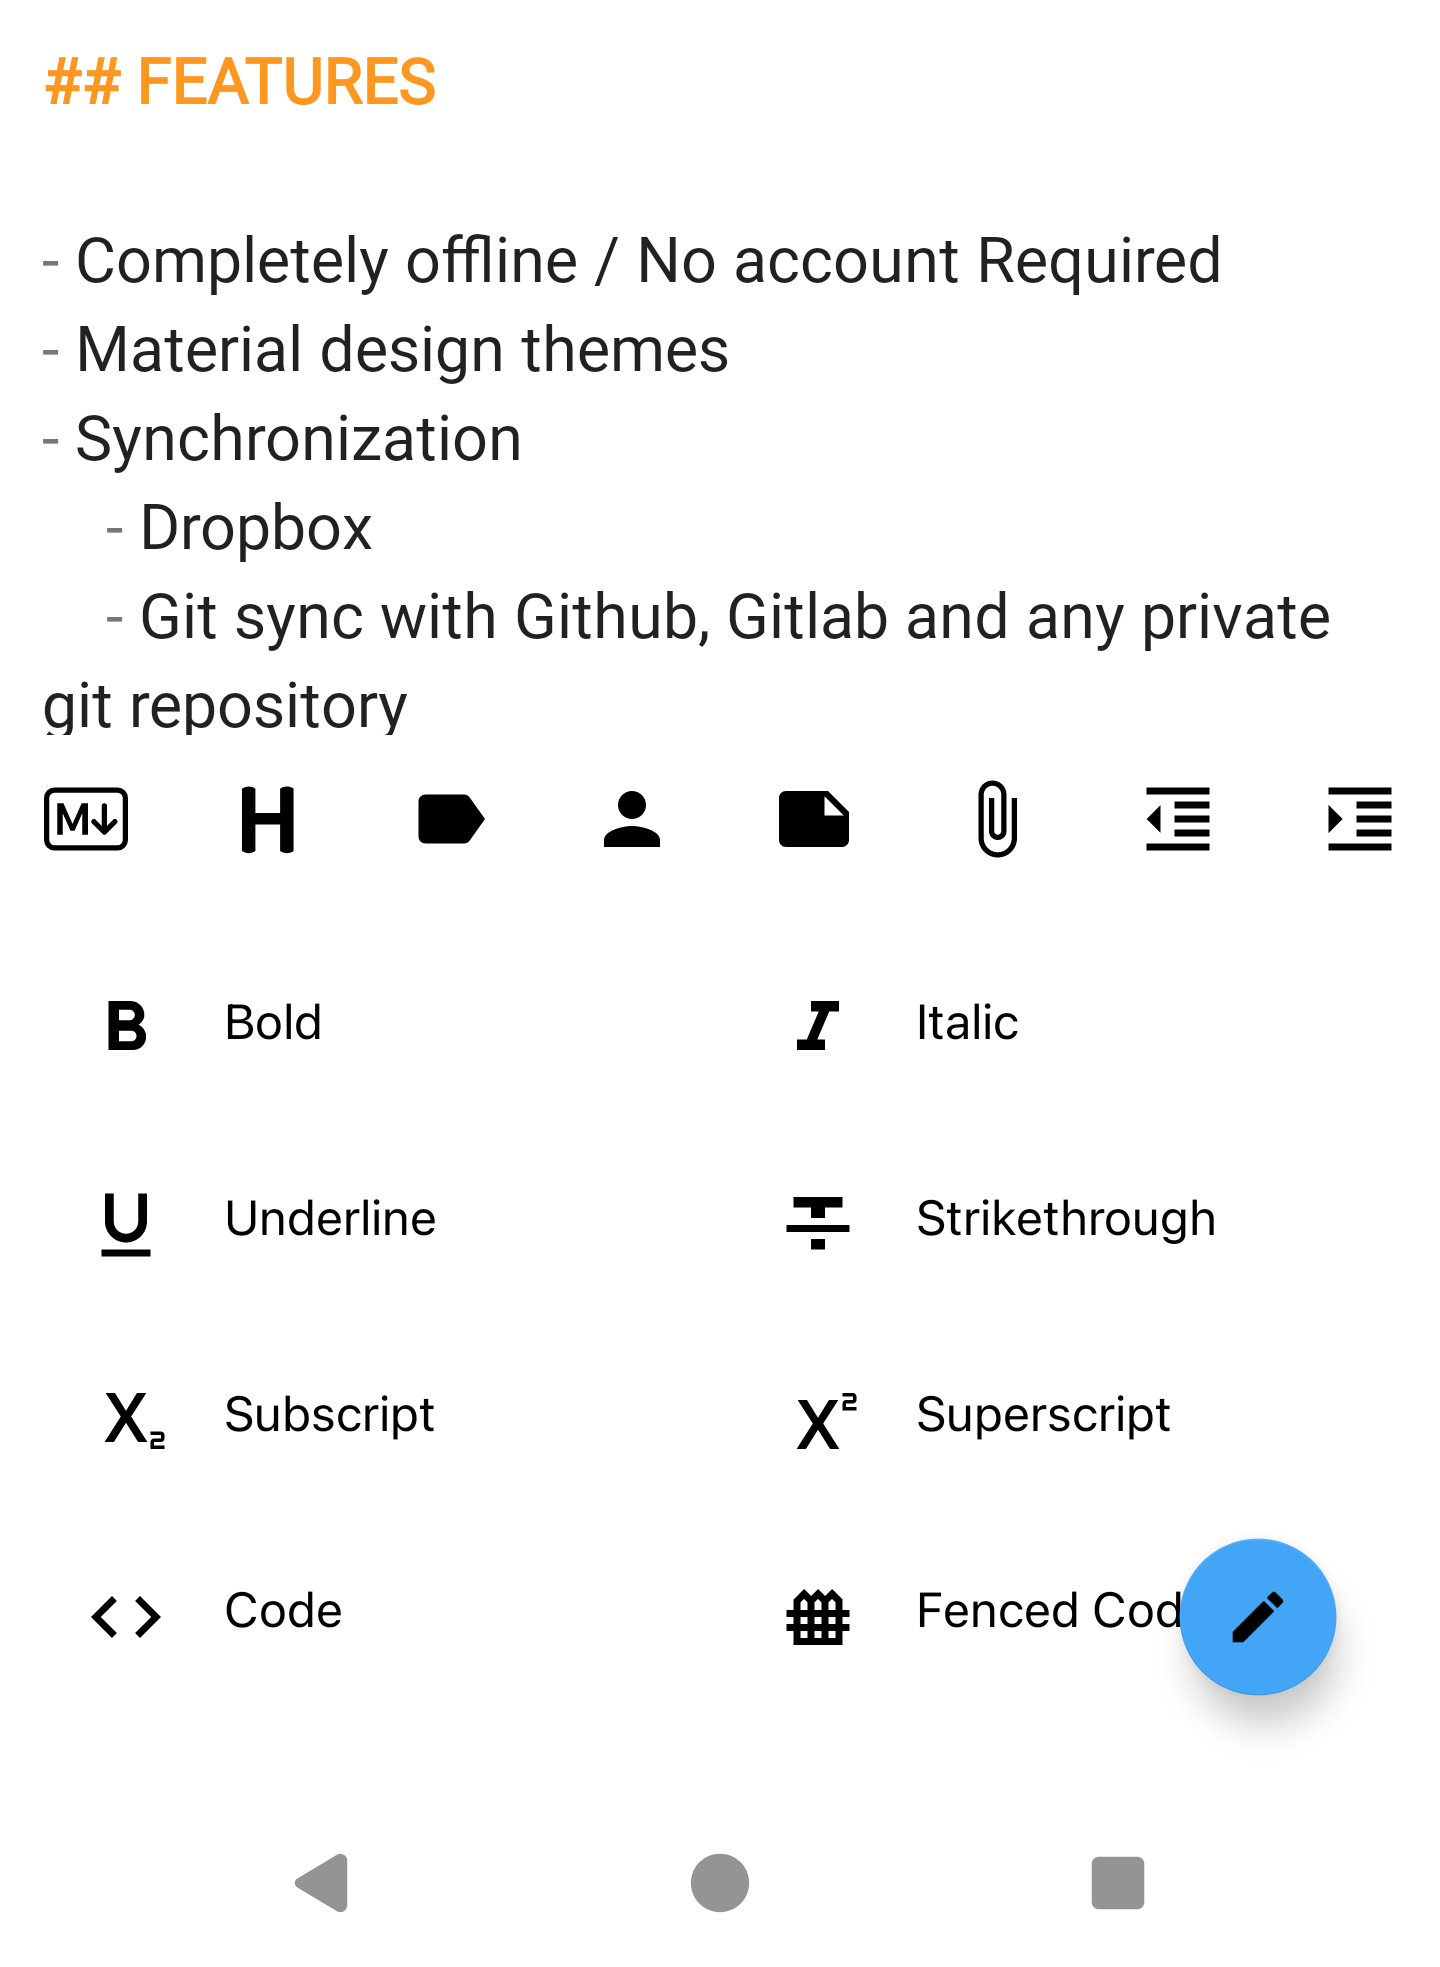 ## FEATURES
- Completely offline / No account Required
- Material design themes
- Synchronization
- Dropbox
- Git sync with Github, Gitlab and any private
git repository
M H
B Bold
I Italic
U Underline
T Strikethrough
X2 Subscript
X2 Superscript
<> Code
Fenced Cod